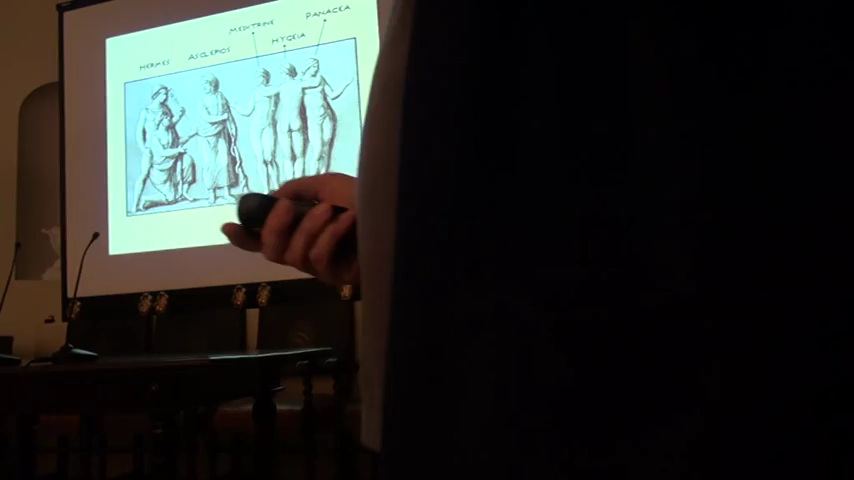 MEDITRINE
PANACEA
HYGEIA
ASCLEPIOS
HERMES